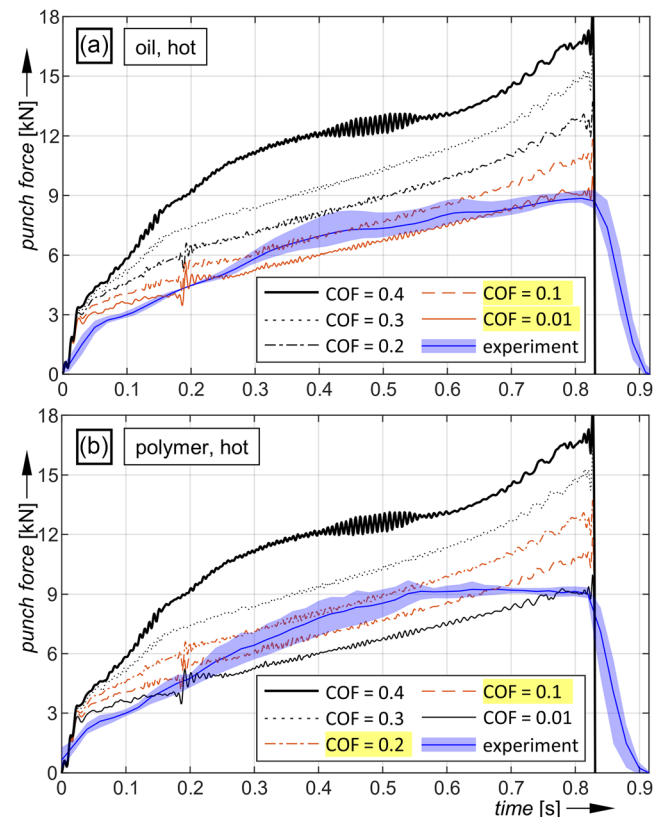 (a) oil, hot
punch force [kN]
18
15
12
9
6
3
0
COF = 0.4 COF = 0.1
COF = 0.3 COF = 0.01
COF = 0.2 experiment
0 0.1 0.2 0.3 0.4 0.5 0.6 0.7 0.8 0.9
(b) polymer, hot
punch force [kN]
18
15
12
9
6
3
0
COF = 0.4 COF = 0.1
COF = 0.3 COF = 0.01
COF = 0.2 experiment
0 0.1 0.2 0.3 0.4 0.5 0.6 0.7 0.8 0.9
time [s]